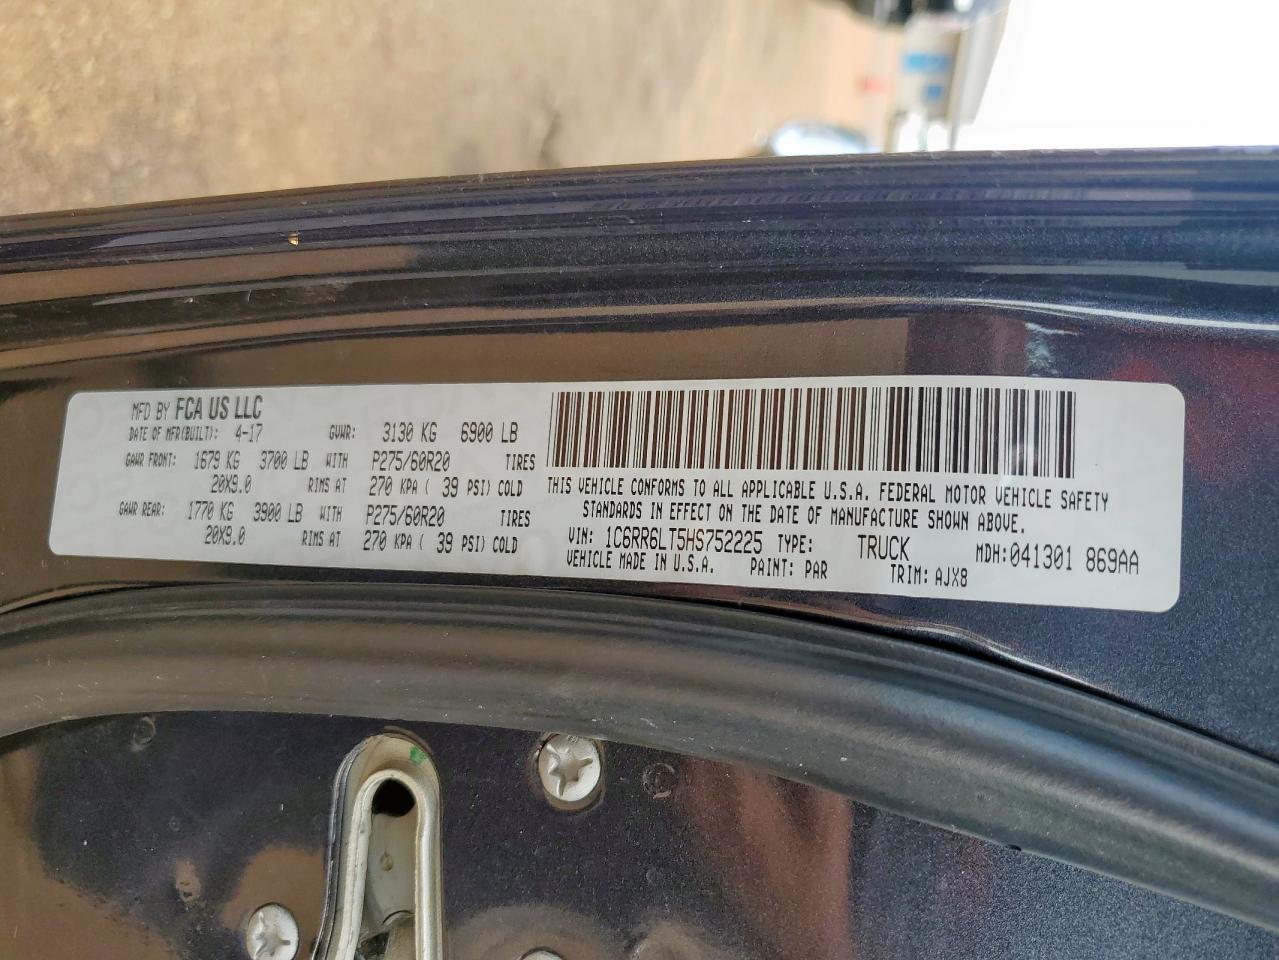 MFD BY FCA US LLC
DATE OF MFR(BUILT): 4-17 GVWR: 3130 KG 6900 LB
GAWR FRONT: 1679 KG 3700 LB WITH P275/60R20 TIRES
20X9.0 RIMS AT 270 KPA ( 39 PSI) COLD
GAWR REAR: 1770 KG 3900 LB WITH P275/60R20 TIRES
20X9.0 RIMS AT 270 KPA ( 39 PSI) COLD
THIS VEHICLE CONFORMS TO ALL APPLICABLE U.S.A. FEDERAL MOTOR VEHICLE SAFETY
STANDARDS IN EFFECT ON THE DATE OF MANUFACTURE SHOWN ABOVE.
VIN: 1C6RR6LT5HS752225 TYPE: TRUCK MDH:041301 869AA
VEHICLE MADE IN U.S.A. PAINT: PAR TRIM: AJX8